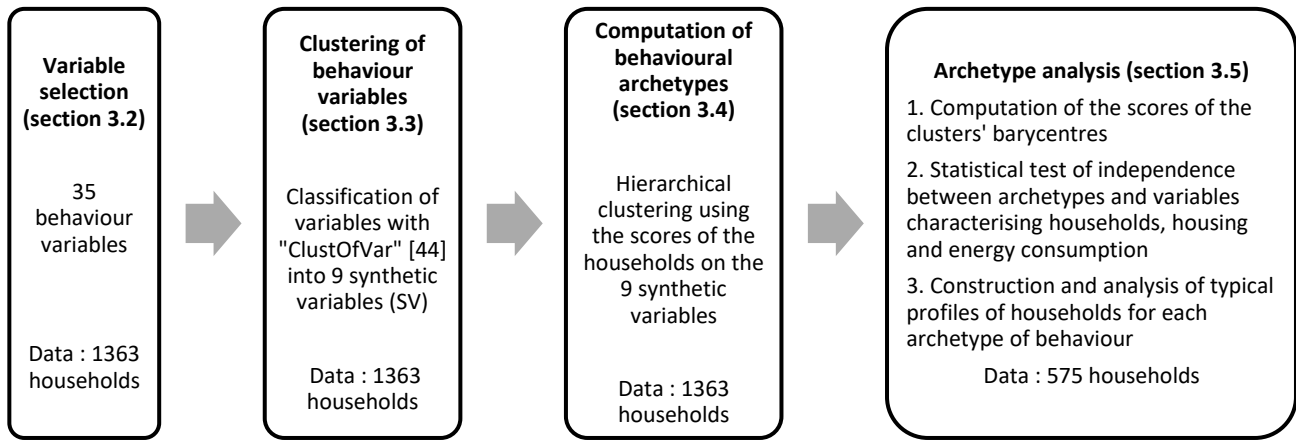 Variable
selection
(section 3.2)
35
behaviour
variables
Data : 1363
households
Clustering of
behaviour
variables
(section 3.3)
Classification of
variables with
"ClustOfVar" [44]
into 9 synthetic
variables (SV)
Data : 1363
households
Computation of
behavioural
archetypes
(section 3.4)
Hierarchical
clustering using
the scores of the
households on the
9 synthetic
variables
Data : 1363
households
Archetype analysis (section 3.5)
1. Computation of the scores of the
clusters' barycentres
2. Statistical test of independence
between archetypes and variables
characterising households, housing
and energy consumption
3. Construction and analysis of typical
profiles of households for each
archetype of behaviour
Data : 575 households